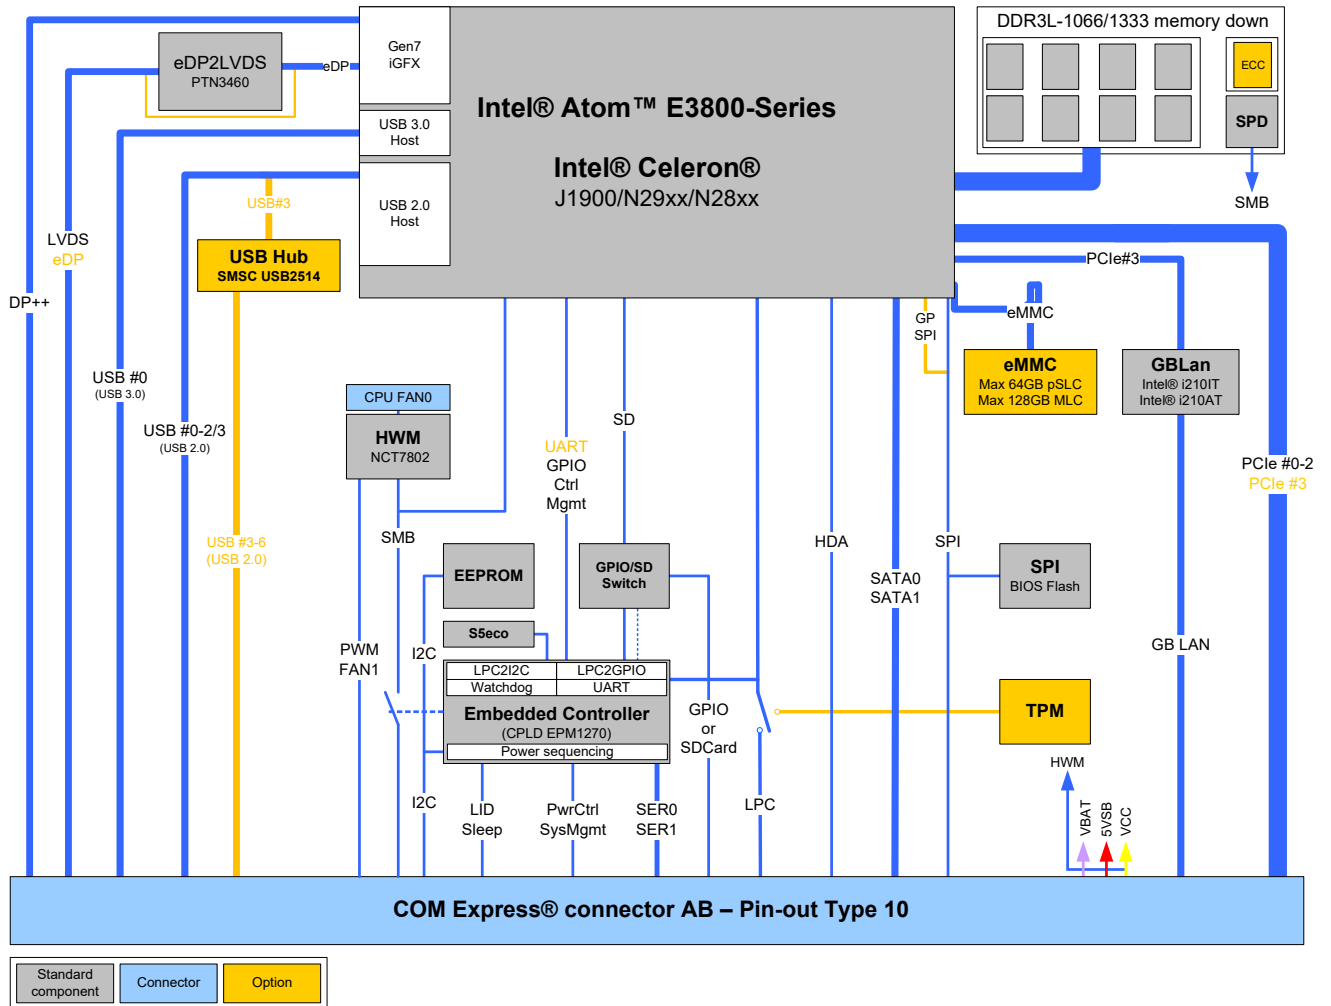 DDR3L-1066/1333 memory down
ECC
SPD
SMB
Gen7
iGFX
eDP2LVDS
PTN3460
eDP
USB 3.0
Host
USB 2.0
Host
Intel® Atom™ E3800-Series
Intel® Celeron®
J1900/N29xx/N28xx
USB#3
USB Hub
SMSC USB2514
LVDS
eDP
DP++
PCIe#3
eMMC
GP
SPI
eMMC
Max 64GB pSLC
Max 128GB MLC
GBLan
Intel® i210IT
Intel® i210AT
USB #0
(USB 3.0)
USB #0-2/3
(USB 2.0)
CPU FAN0
HWM
NCT7802
SD
UART
GPIO
Ctrl
Mgmt
PCIe #0-2
PCIe #3
USB #3-6
(USB 2.0)
SMB
HDA
SPI
EEPROM
GPIO/SD
Switch
SATA0
SATA1
SPI
BIOS Flash
S5eco
PWM
FAN1
I2C
GB LAN
LPC2I2C
LPC2GPIO
Watchdog
UART
Embedded Controller
(CPLD EPM1270)
Power sequencing
GPIO
or
SDCard
TPM
HWM
I2C
LID
Sleep
PwrCtrl
SysMgmt
SER0
SER1
LPC
VBAT
5VSB
VCC
COM Express® connector AB – Pin-out Type 10
Standard
component
Connector
Option